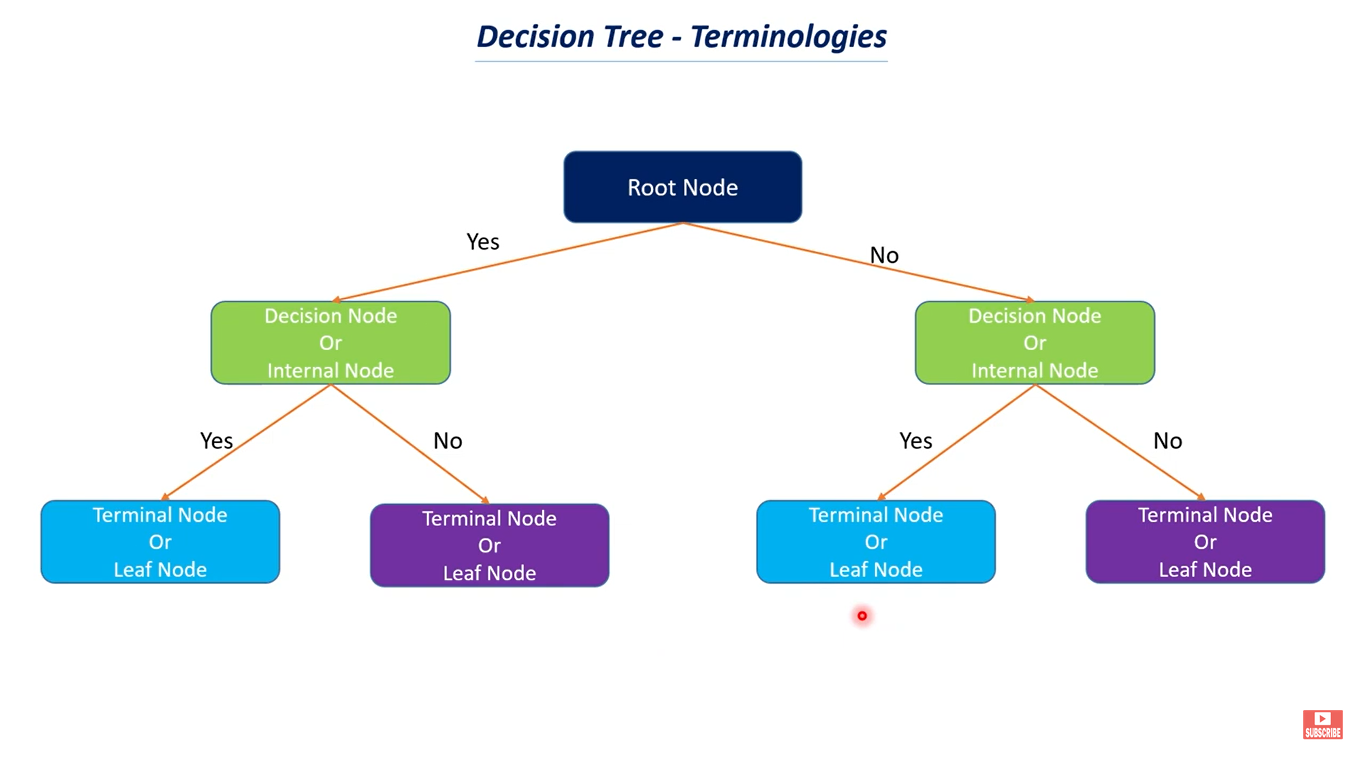 Decision Tree - Terminologies
Root Node
Yes
No
Decision Node
Or
Internal Node
Decision Node
Or
Internal Node
Yes
No
Yes
No
Terminal Node
Or
Leaf Node
Terminal Node
Or
Leaf Node
Terminal Node
Or
Leaf Node
Terminal Node
Or
Leaf Node
SUBSCRIBE